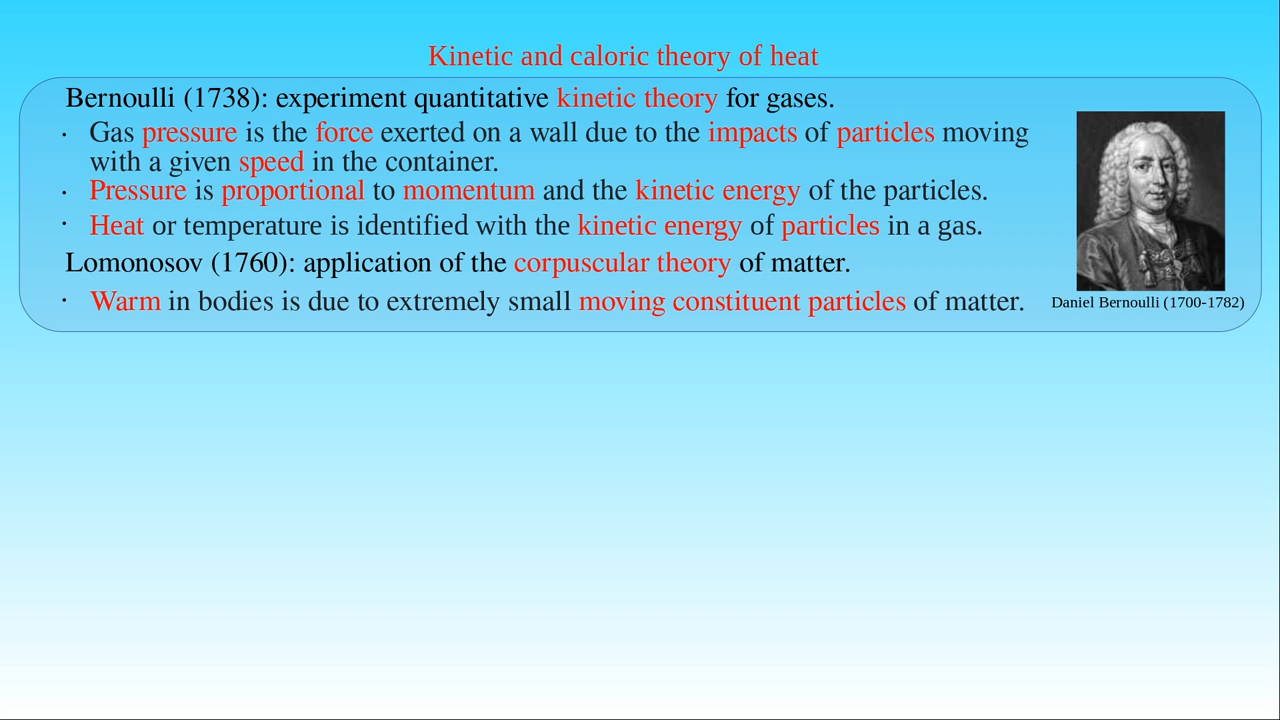 Kinetic and caloric theory of heat
Bernoulli (1738): experiment quantitative kinetic theory for gases.
· Gas pressure is the force exerted on a wall due to the impacts of particles moving
with a given speed in the container.
· Pressure is proportional to momentum and the kinetic energy of the particles.
· Heat or temperature is identified with the kinetic energy of particles in a gas.
Lomonosov (1760): application of the corpuscular theory of matter.
· Warm in bodies is due to extremely small moving constituent particles of matter.
Daniel Bernoulli (1700-1782)